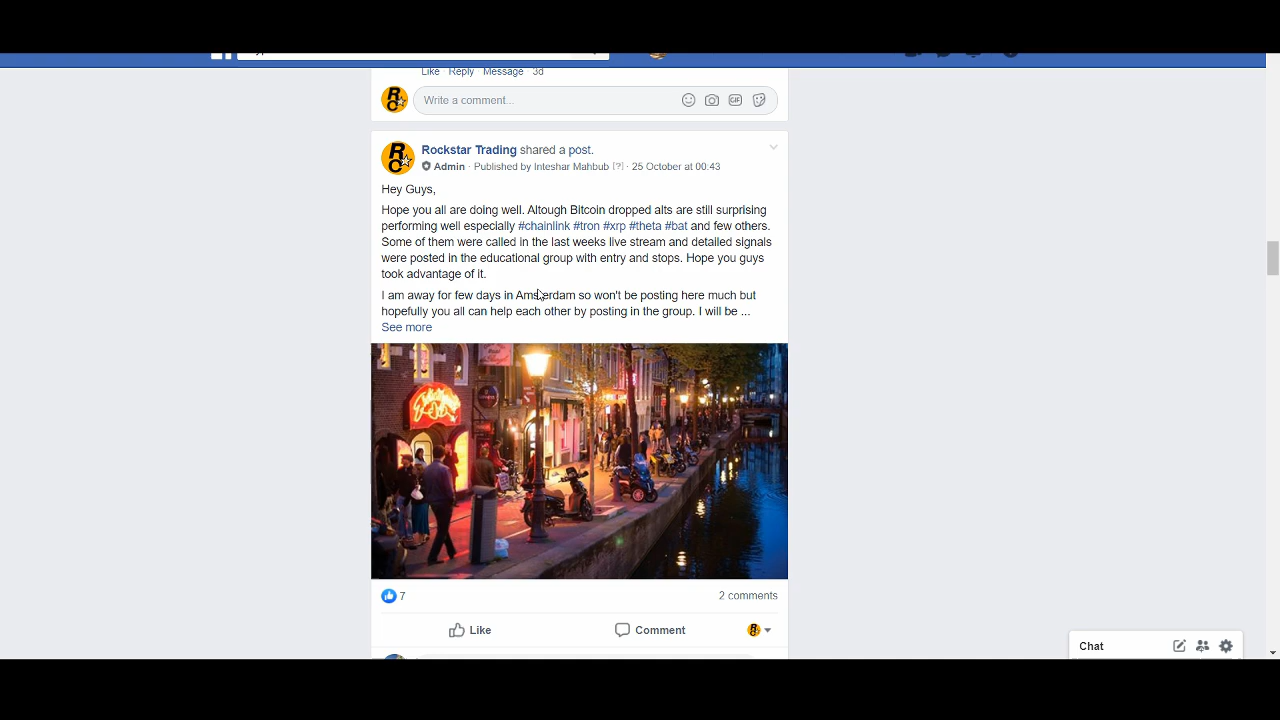 Like · Reply · Message · 3d
Write a comment...
GIF
Rockstar Trading shared a post.
Admin · Published by Inteshar Mahbub [?] · 25 October at 00:43
Hey Guys,
Hope you all are doing well. Altough Bitcoin dropped alts are still surprising
performing well especially #chainlink #tron #xrp #theta #bat and few others.
Some of them were called in the last weeks live stream and detailed signals
were posted in the educational group with entry and stops. Hope you guys
took advantage of it.
I am away for few days in Amsterdam so won't be posting here much but
hopefully you all can help each other by posting in the group. I will be ...
See more
7
2 comments
Like
Comment
Chat